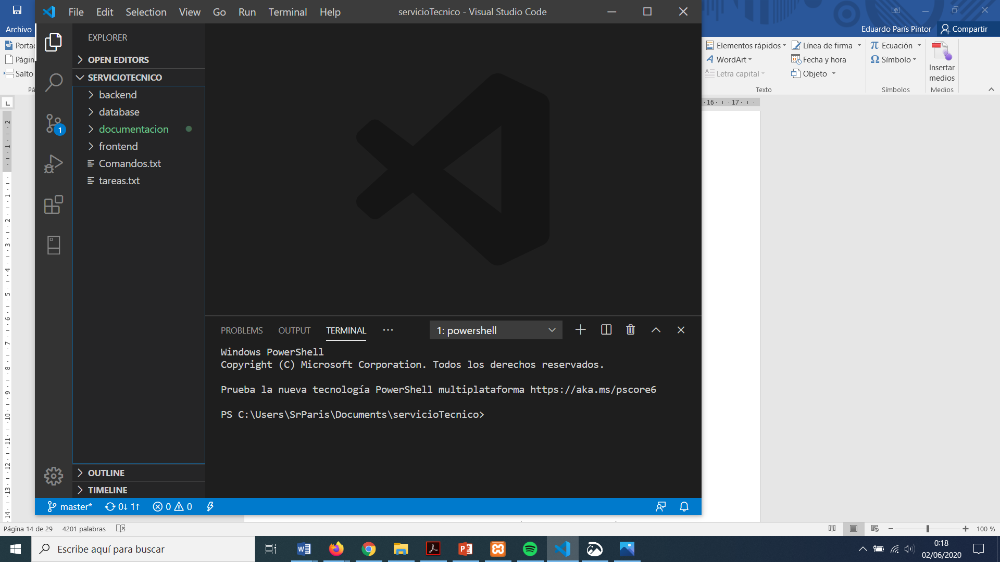 File Edit Selection View Go Run Terminal Help
servicioTecnico - Visual Studio Code
Archivo
Eduardo París Pintor
Compartir
Elementos rápidos
WordArt
Letra capital
Línea de firma
Fecha y hora
Objeto
Texto
Ecuación
Símbolo
Símbolos
Insertar
medios
Medios
Salto
16 17
EXPLORER
OPEN EDITORS
SERVICIOTECNICO
backend
database
documentacion
frontend
Comandos.txt
tareas.txt
1
OUTLINE
TIMELINE
PROBLEMS OUTPUT TERMINAL ...
1: powershell
Windows PowerShell
Copyright (C) Microsoft Corporation. Todos los derechos reservados.
Prueba la nueva tecnología PowerShell multiplataforma https://aka.ms/pscore6
PS C:\Users\SrParis\Documents\servicioTecnico>
master* 0↓ 1↑ 0 0
Página 14 de 29 4201 palabras
100 %
Escribe aquí para buscar
0:18
02/06/2020